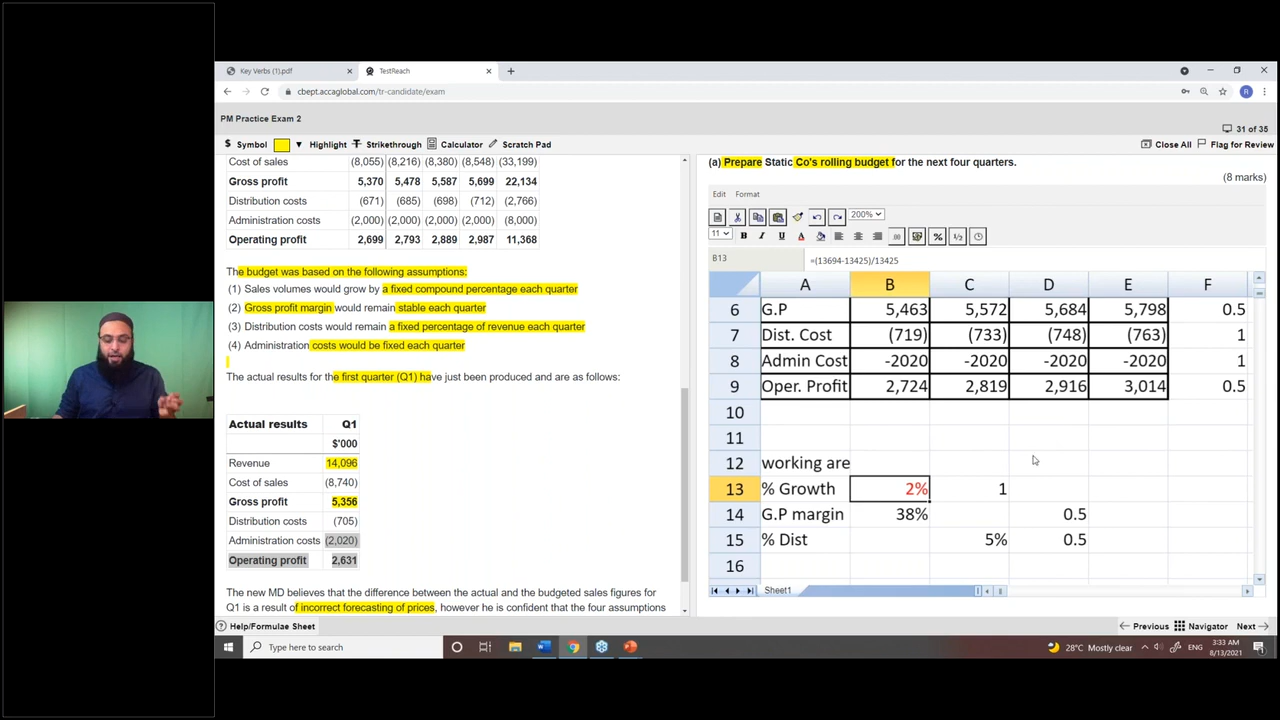 Key Verbs (1).pdf
TestReach
cbept.accaglobal.com/tr-candidate/exam
R
PM Practice Exam 2
31 of 35
$ Symbol Highlight Strikethrough Calculator Scratch Pad
Close All Flag for Review
Cost of sales (8,055) (8,216) (8,380) (8,548) (33,199)
Gross profit 5,370 5,478 5,587 5,699 22,134
Distribution costs (671) (685) (698) (712) (2,766)
Administration costs (2,000) (2,000) (2,000) (2,000) (8,000)
Operating profit 2,699 2,793 2,889 2,987 11,368
The budget was based on the following assumptions:
(1) Sales volumes would grow by a fixed compound percentage each quarter
(2) Gross profit margin would remain stable each quarter
(3) Distribution costs would remain a fixed percentage of revenue each quarter
(4) Administration costs would be fixed each quarter
The actual results for the first quarter (Q1) have just been produced and are as follows:
Actual results Q1
$'000
Revenue 14,096
Cost of sales (8,740)
Gross profit 5,356
Distribution costs (705)
Administration costs (2,020)
Operating profit 2,631
The new MD believes that the difference between the actual and the budgeted sales figures for
Q1 is a result of incorrect forecasting of prices, however he is confident that the four assumptions
(a) Prepare Static Co's rolling budget for the next four quarters.
(8 marks)
Edit Format
200%
11 B I U A .00 % 1/2
B13 =(13694-13425)/13425
A B C D E F
6 G.P 5,463 5,572 5,684 5,798 0.5
7 Dist. Cost (719) (733) (748) (763) 1
8 Admin Cost -2020 -2020 -2020 -2020 1
9 Oper. Profit 2,724 2,819 2,916 3,014 0.5
10
11
12 working are
13 % Growth 2% 1
14 G.P margin 38% 0.5
15 % Dist 5% 0.5
16
Sheet1
Help/Formulae Sheet
Previous Navigator Next
Type here to search
28°C Mostly clear ENG
3:33 AM
8/13/2021